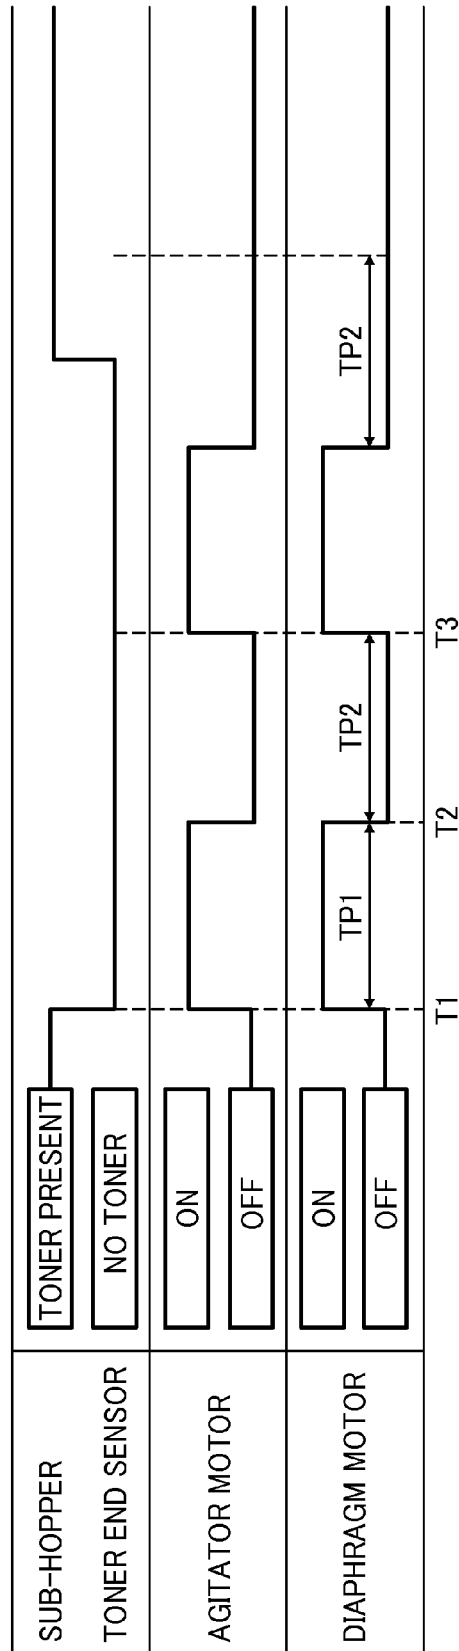 SUB-HOPPER
TONER END SENSOR
TONER PRESENT
NO TONER
AGITATOR MOTOR
ON
OFF
DIAPHRAGM MOTOR
ON
OFF
TP1
TP2
TP2
T1
T2
T3